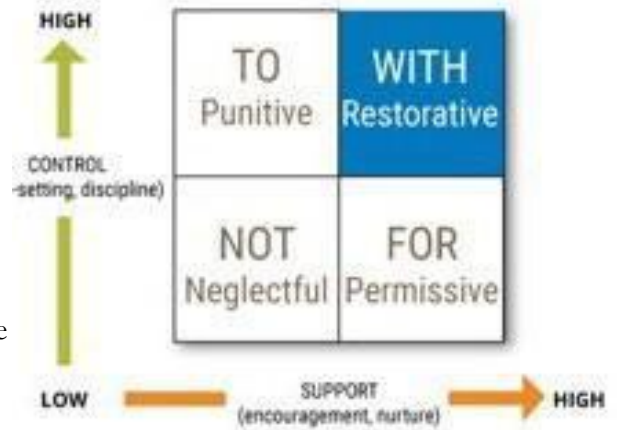 HIGH
TO
Punitive
WITH
Restorative
CONTROL
-setting, discipline)
NOT
Neglectful
FOR
Permissive
e
LOW
SUPPORT
(encouragement, nurture)
HIGH